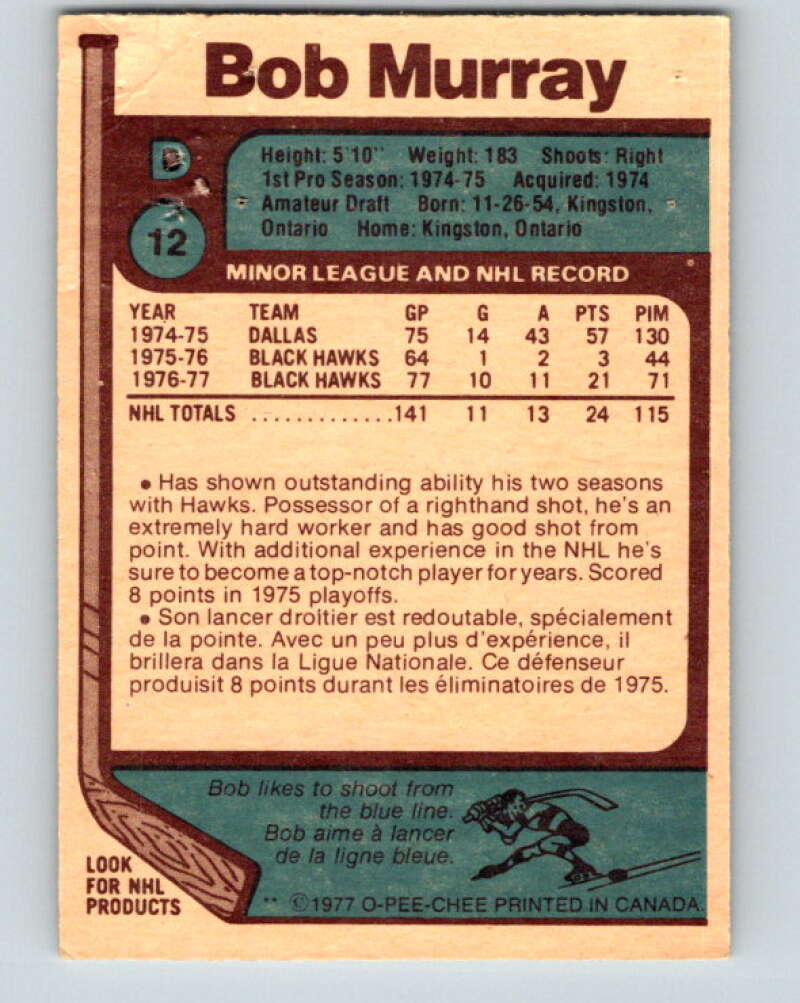 Bob Murray
D
12
Height: 5'10" Weight: 183 Shoots: Right
1st Pro Season: 1974-75 Acquired: 1974
Amateur Draft Born: 11-26-54, Kingston,
Ontario Home: Kingston, Ontario
MINOR LEAGUE AND NHL RECORD
YEAR TEAM GP G A PTS PIM
1974-75 DALLAS 75 14 43 57 130
1975-76 BLACK HAWKS 64 1 2 3 44
1976-77 BLACK HAWKS 77 10 11 21 71
NHL TOTALS .............141 11 13 24 115
• Has shown outstanding ability his two seasons
with Hawks. Possessor of a righthand shot, he's an
extremely hard worker and has good shot from
point. With additional experience in the NHL he's
sure to become a top-notch player for years. Scored
8 points in 1975 playoffs.
• Son lancer droitier est redoutable, spécialement
de la pointe. Avec un peu plus d'expérience, il
brillera dans la Ligue Nationale. Ce défenseur
produisit 8 points durant les éliminatoires de 1975.
Bob likes to shoot from
the blue line.
Bob aime à lancer
de la ligne bleue.
LOOK
FOR NHL
PRODUCTS
** ©1977 O-PEE-CHEE PRINTED IN CANADA.